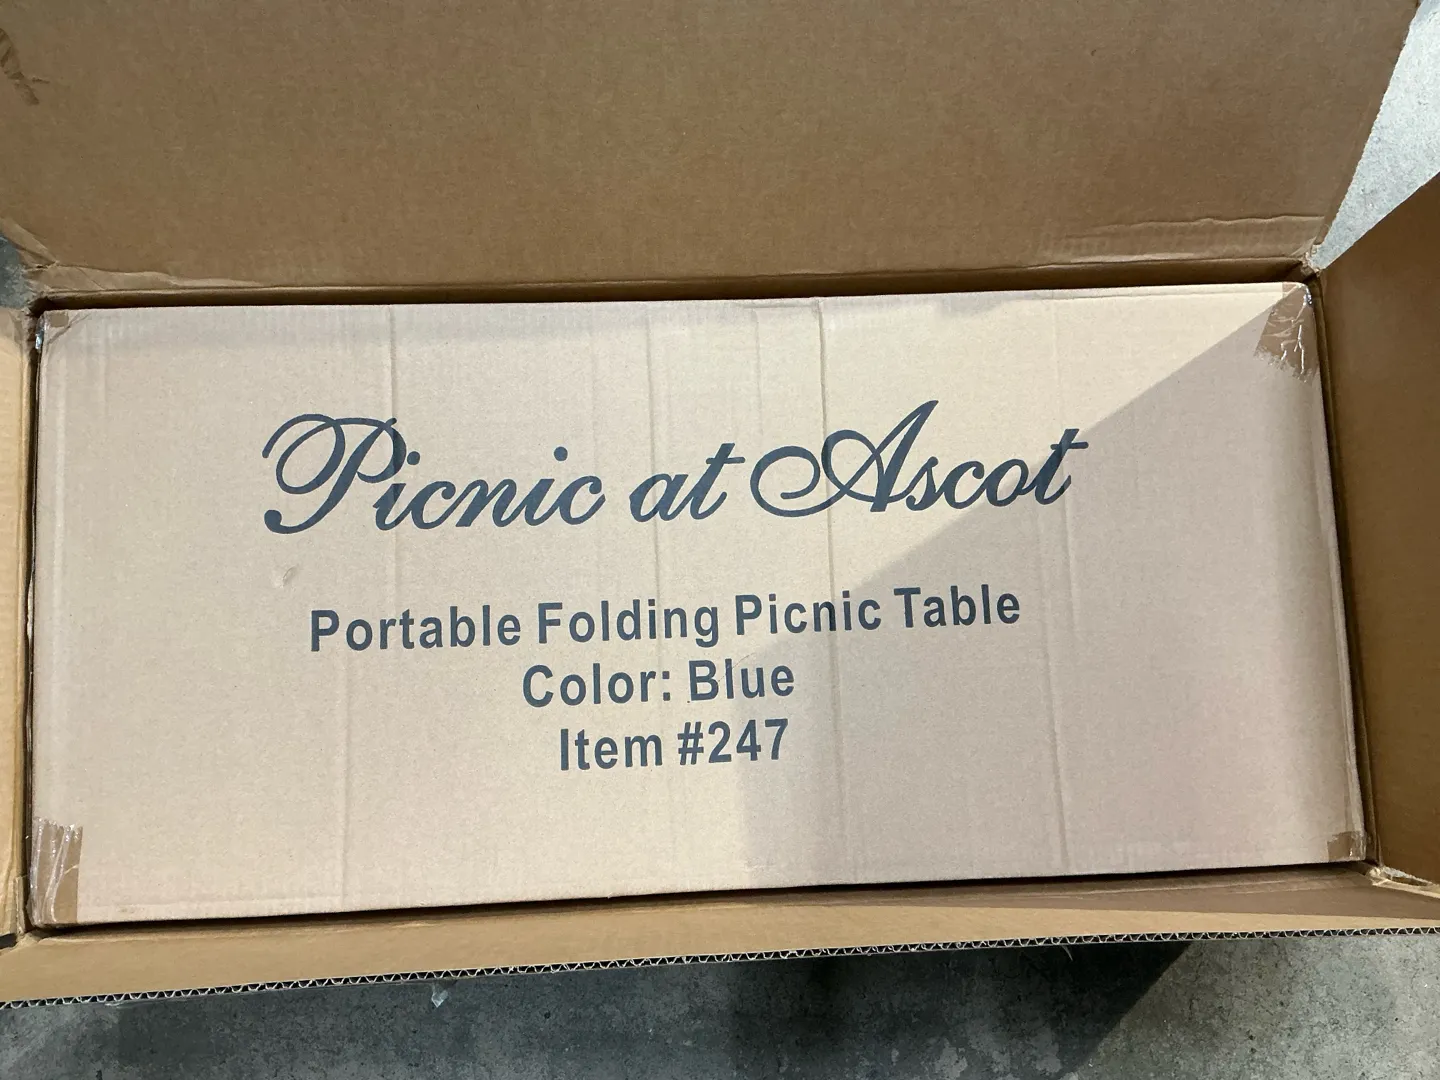 Picnic at Ascot
Portable Folding Picnic Table
Color: Blue
Item #247